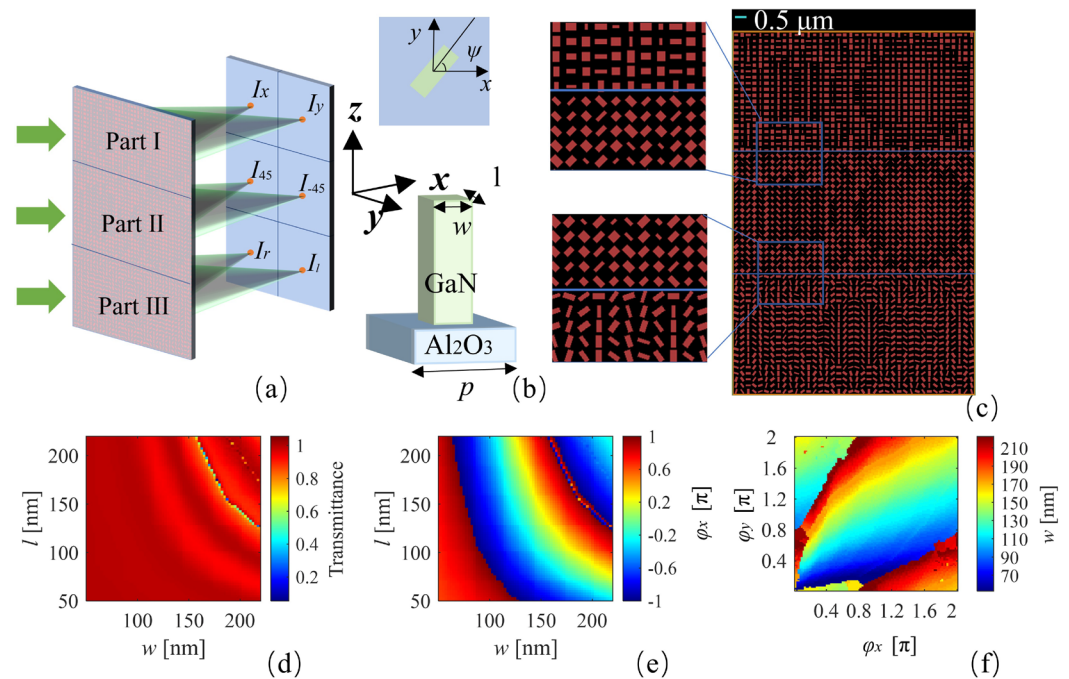 Part I
Part II
Part III
Ix
Iy
I45
I-45
Ir
Il
z
x
y
(a)
y
ψ
x
l
w
GaN
Al2O3
p
(b)
0.5 μm
(c)
l [nm]
200
150
100
50
100 150 200
w [nm]
1
0.8
0.6
0.4
0.2
Transmittance
(d)
l [nm]
200
150
100
50
100 150 200
w [nm]
1
0.6
0.2
-0.2
-0.6
-1
φx [π]
(e)
φy [π]
2
1.6
1.2
0.8
0.4
0.4 0.8 1.2 1.6 2
φx [π]
210
190
170
150
130
110
90
70
w [nm]
(f)